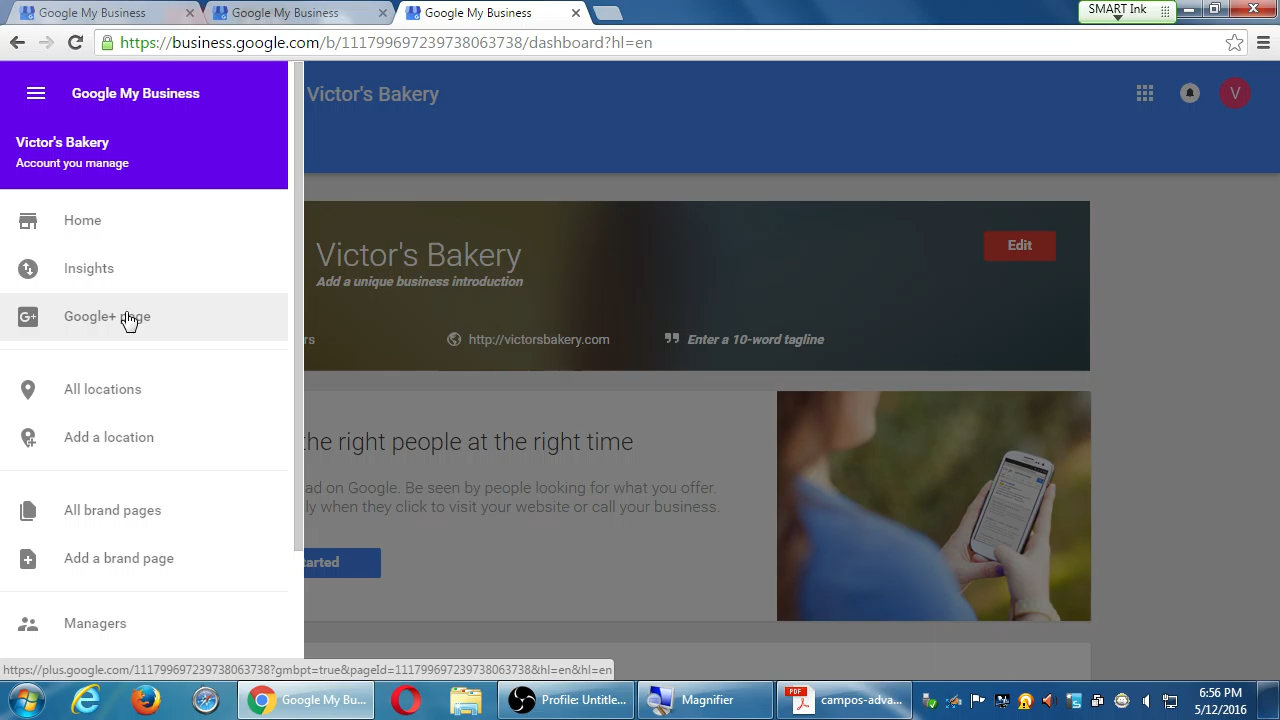 Google My Business
Google My Business
Google My Business
SMART Ink
https://business.google.com/b/111799697239738063738/dashboard?hl=en
Google My Business
Victor's Bakery
V
Victor's Bakery
Account you manage
Home
Insights
Google+ page
All locations
Add a location
All brand pages
Add a brand page
Managers
Victor's Bakery
Edit
Add a unique business introduction
rs
http://victorsbakery.com
Enter a 10-word tagline
the right people at the right time
ad on Google. Be seen by people looking for what you offer.
ly when they click to visit your website or call your business.
tarted
https://plus.google.com/111799697239738063738?gmbpt=true&pageId=111799697239738063738&hl=en&hl=en
Google My Bu...
Profile: Untitle...
Magnifier
PDF
campos-adva...
6:56 PM
5/12/2016